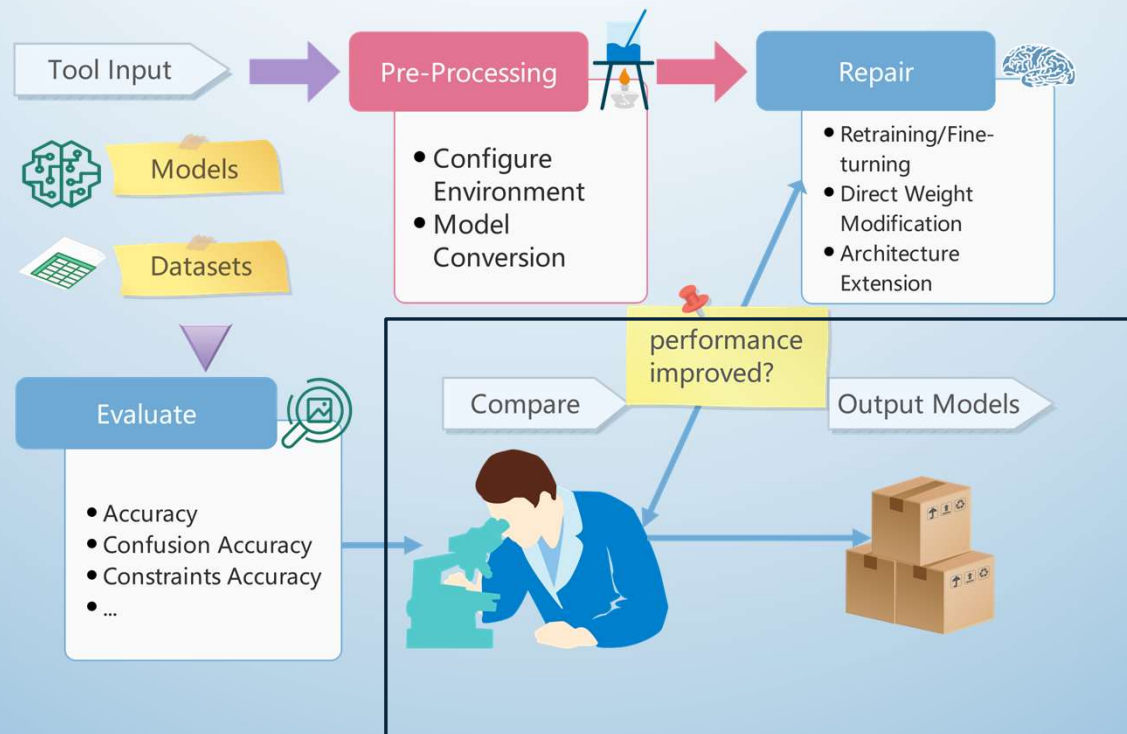 Tool Input
Pre-Processing
Repair
Models
Datasets
• Configure
Environment
• Model
Conversion
• Retraining/Fine-
turning
• Direct Weight
Modification
• Architecture
Extension
performance
improved?
Evaluate
Compare
Output Models
• Accuracy
• Confusion Accuracy
• Constraints Accuracy
• ...